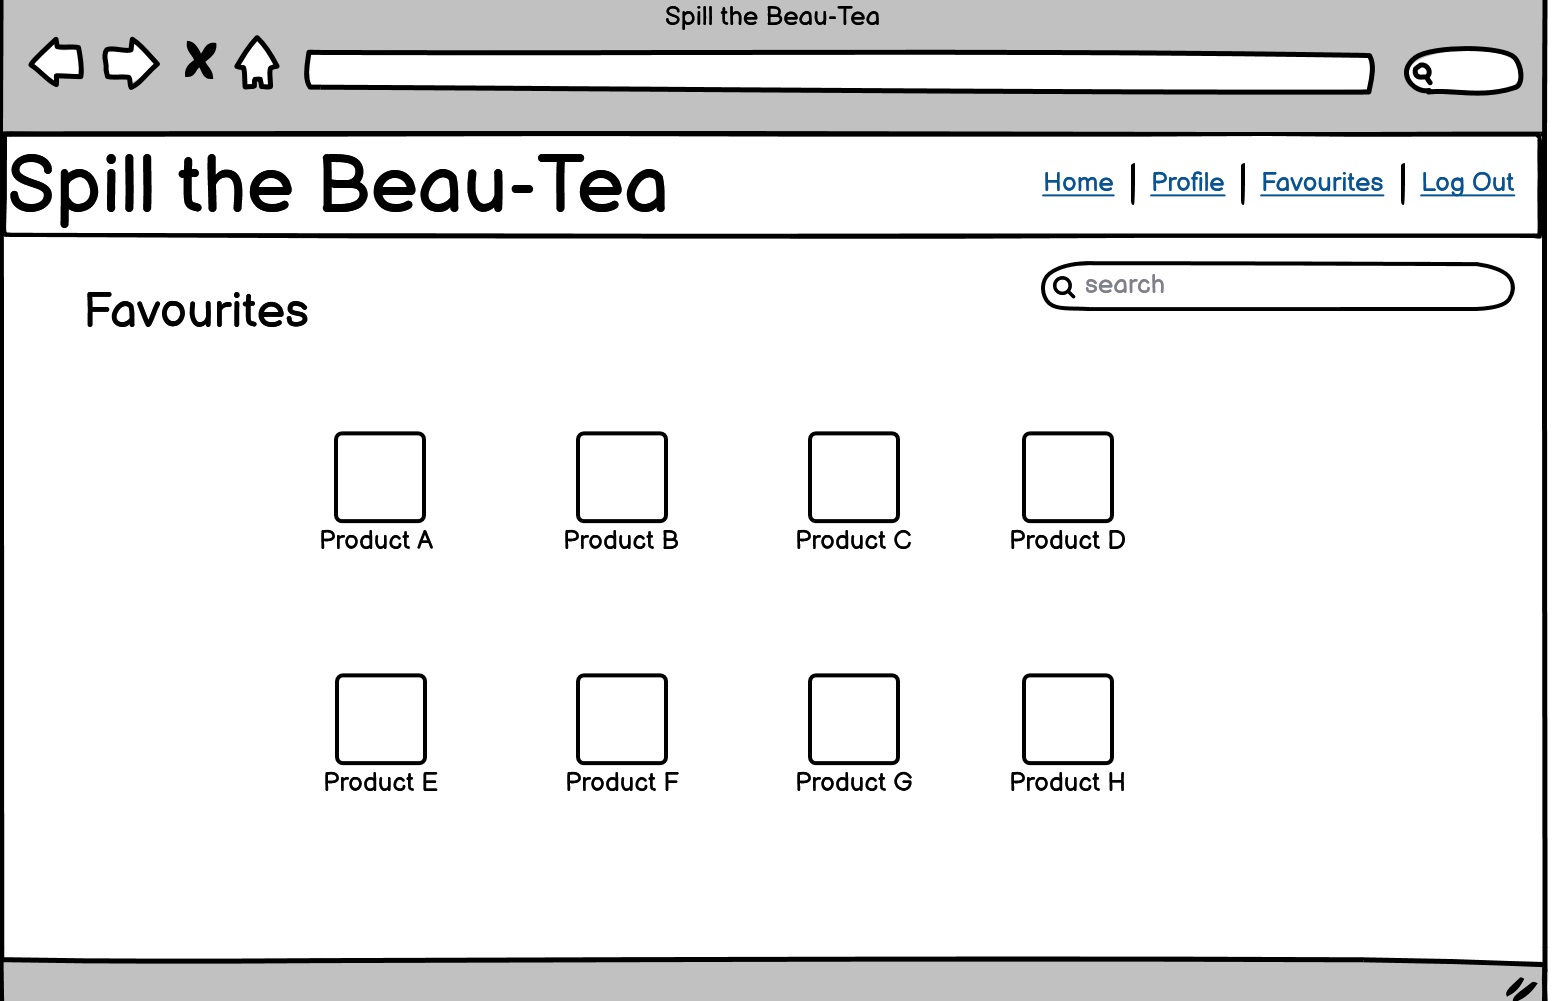 Spill the Beau-Tea
Spill the Beau-Tea
Home | Profile | Favourites | Log Out
search
Favourites
Product A Product B Product C Product D
Product E Product F Product G Product H